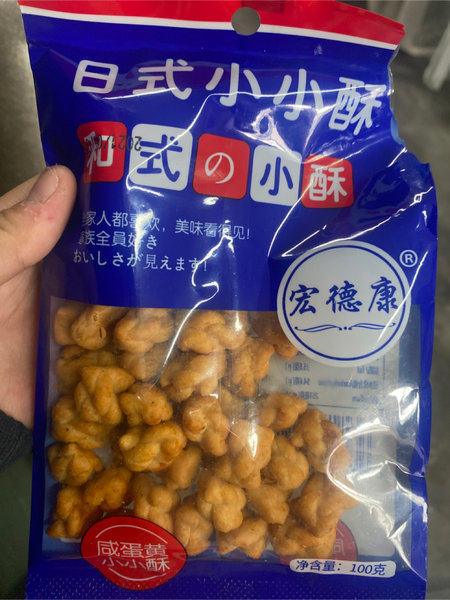 日式小小酥
和式の小酥
家人都喜欢，美味看得见!
族全員好き
おいしさが見えます!
宏德康
®
咸蛋黄
小小酥
净含量：100克